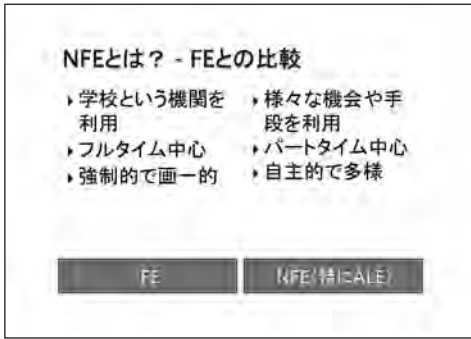 NFEとは？ - FEとの比較
▸学校という機関を
利用
▸フルタイム中心
▸強制的で画一的
▸様々な機会や手
段を利用
▸パートタイム中心
▸自主的で多様
FE
NFE(特にALE)